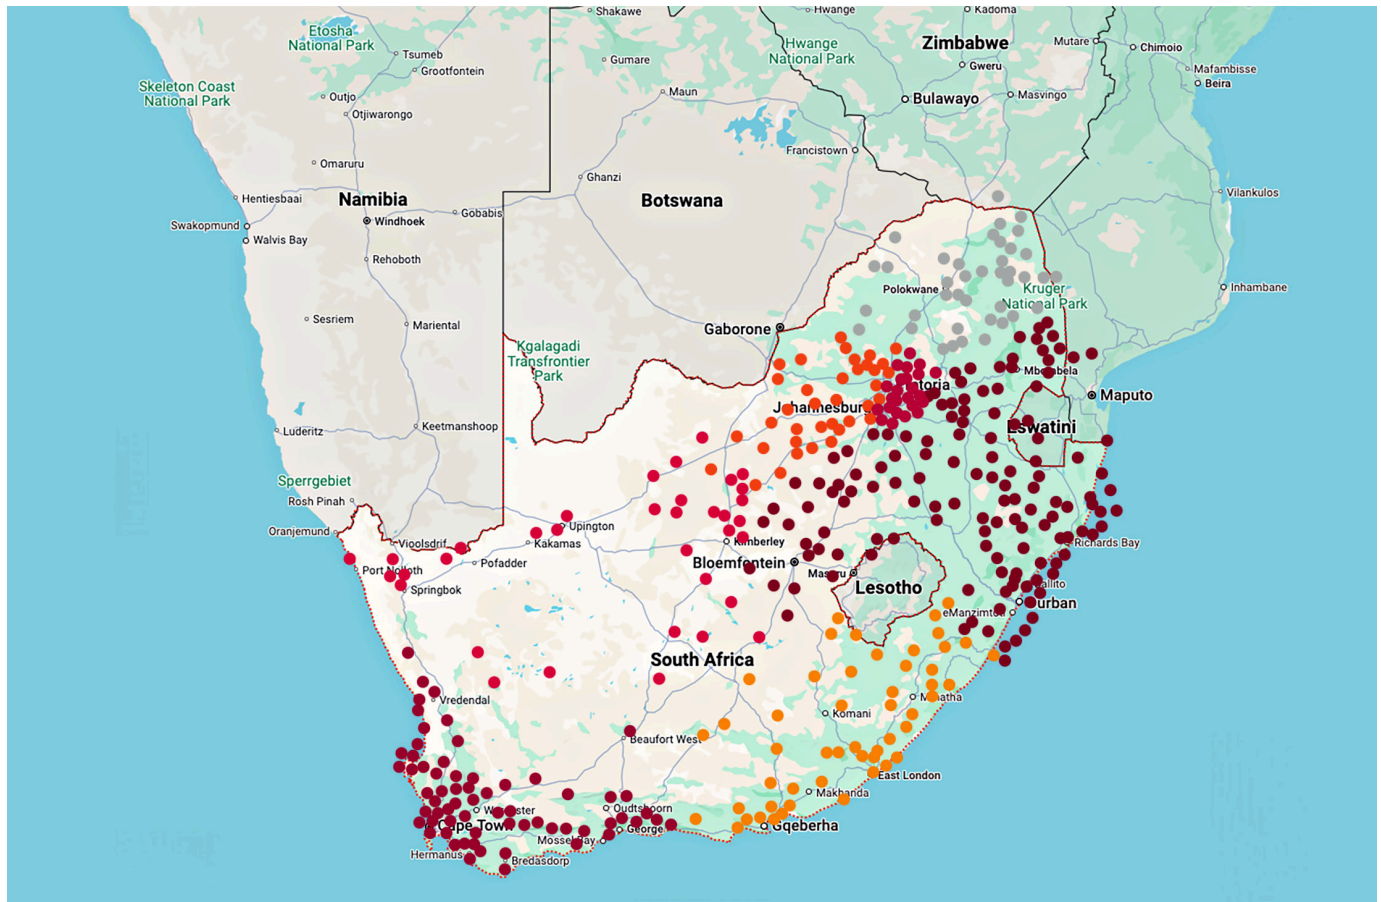 Shakawe
Hwange
Kadoma
Etosha
National Park
Tsumeb
Grootfontein
Gumare
Hwange
National Park
Zimbabwe
Mutare
Chimoio
Gweru
Mafambisse
Beira
Skeleton Coast
National Park
Outjo
Otjiwarongo
Maun
Bulawayo
Masvingo
Omaruru
Francistown
Ghanzi
Hentiesbaai
Namibia
Botswana
Vilankulos
Swakopmund
Windhoek
Gobabis
Walvis Bay
Rehoboth
Polokwane
Kruger
National Park
Inhambane
Sesriem
Mariental
Gaborone
Kgalagadi
Transfrontier
Park
Mbombela
toria
Johannesburg
Maputo
Luderitz
Keetmanshoop
Eswatini
Sperrgebiet
Rosh Pinah
Oranjemund
Upington
Vioolsdrif
Kakamas
Kimberley
Richards Bay
Port Nolloth
Pofadder
Bloemfontein
Maseru
Springbok
Lesotho
allito
urban
eManzimtoti
South Africa
Vredendal
Mthatha
Komani
Beaufort West
East London
Makhanda
Worcester
Oudtshoorn
Cape Town
George
Gqeberha
Mossel Bay
Hermanus
Bredasdorp